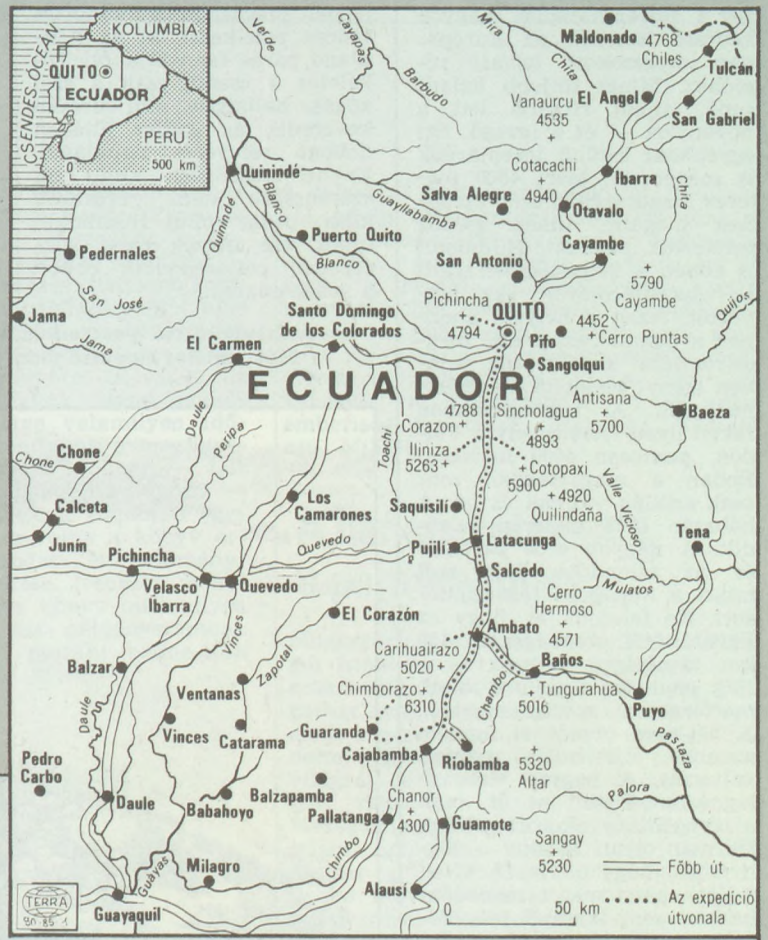 KOLUMBIA
CSENDES-ÓCEÁN
QUITO
ECUADOR
PERU
0 500 km
Verde
Cayapas
Barbudo
Mira
Chita
Maldonado
4768
Chiles
Tulcán
El Angel
San Gabriel
Vanaurcu
4535
Cotacachi
4940
Ibarra
Otavalo
Chita
Quinindé
Blanco
Guayllabamba
Salva Alegre
Quinindé
Puerto Quito
Blanco
Cayambe
San Antonio
5790
Cayambe
Pedernales
San José
Jama
Jama
Santo Domingo
de los Colorados
El Carmen
Pichincha
4794
QUITO
Pifo
4452
Cerro Puntas
Quijos
Sangolqui
ECUADOR
Daule
Peripa
Toachi
4788
Corazon
Iliniza
5263
Sincholagua
4893
Antisana
5700
Baeza
Cotopaxi
5900
4920
Quilindaña
Valle Vicioso
Chone
Chone
Calceta
Junín
Los
Camarones
Saquisilí
Pujilí
Latacunga
Tena
Pichincha
Quevedo
Velasco
Ibarra
Quevedo
Salcedo
Mulatos
Cerro
Hermoso
4571
El Corazón
Vinces
Zapotal
Ambato
Carihuairazo
5020
Baños
Balzar
Daule
Ventanas
Chimborazo
6310
Chambo
Tungurahua
5016
Puyo
Vinces
Catarama
Guaranda
Cajabamba
Riobamba
5320
Altar
Pastaza
Palora
Pedro
Carbo
Daule
Babahoyo
Balzapamba
Pallatanga
Chanor
4300
Guamote
Sangay
5230
Chimbo
Guayas
Milagro
Guayaquil
Alausí
Főbb út
Az expedíció
útvonala
0 50 km
TERRA
90-85-1